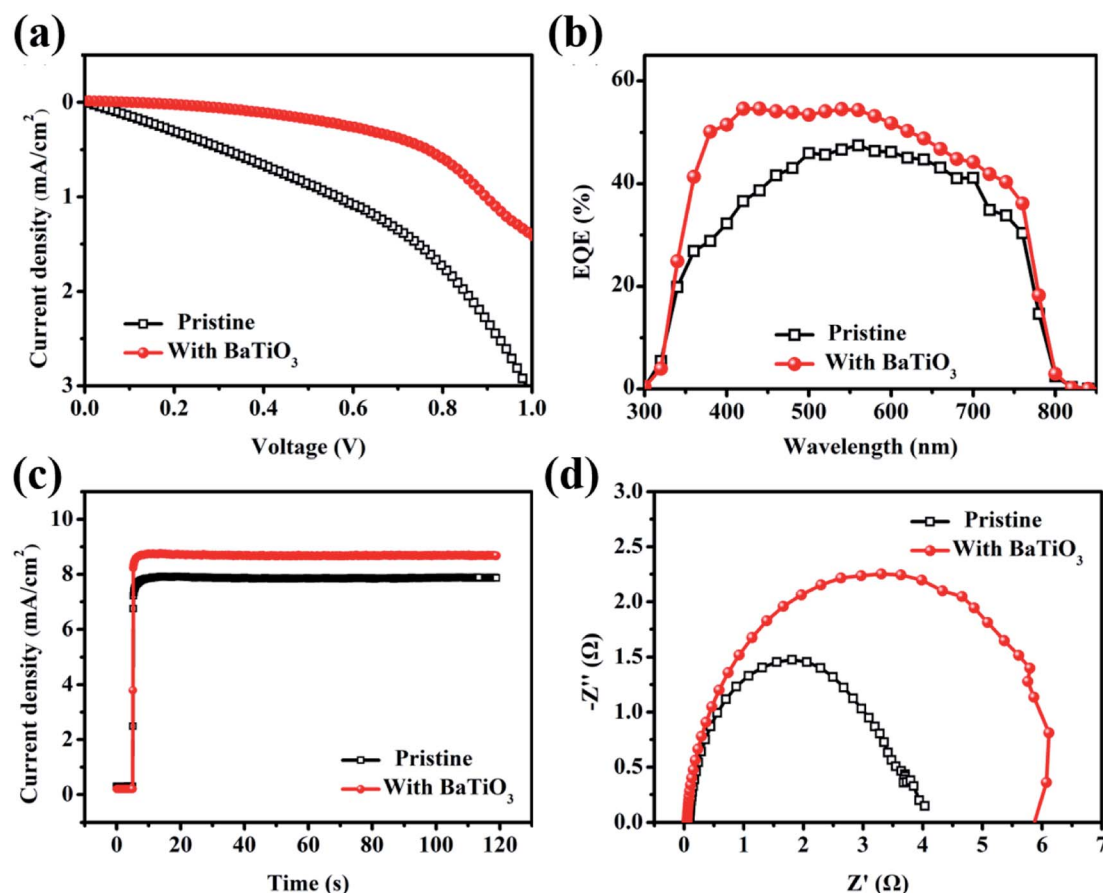 (a)
0
1
2
3
0.0 0.2 0.4 0.6 0.8 1.0
Current density (mA/cm²)
Voltage (V)
Pristine
With BaTiO₃
(b)
60
40
20
0
300 400 500 600 700 800
EQE (%)
Wavelength (nm)
Pristine
With BaTiO₃
(c)
10
8
6
4
2
0
0 20 40 60 80 100 120
Current density (mA/cm²)
Time (s)
Pristine
With BaTiO₃
(d)
3.0
2.5
2.0
1.5
1.0
0.5
0.0
0 1 2 3 4 5 6 7
-Z'' (Ω)
Z' (Ω)
Pristine
With BaTiO₃